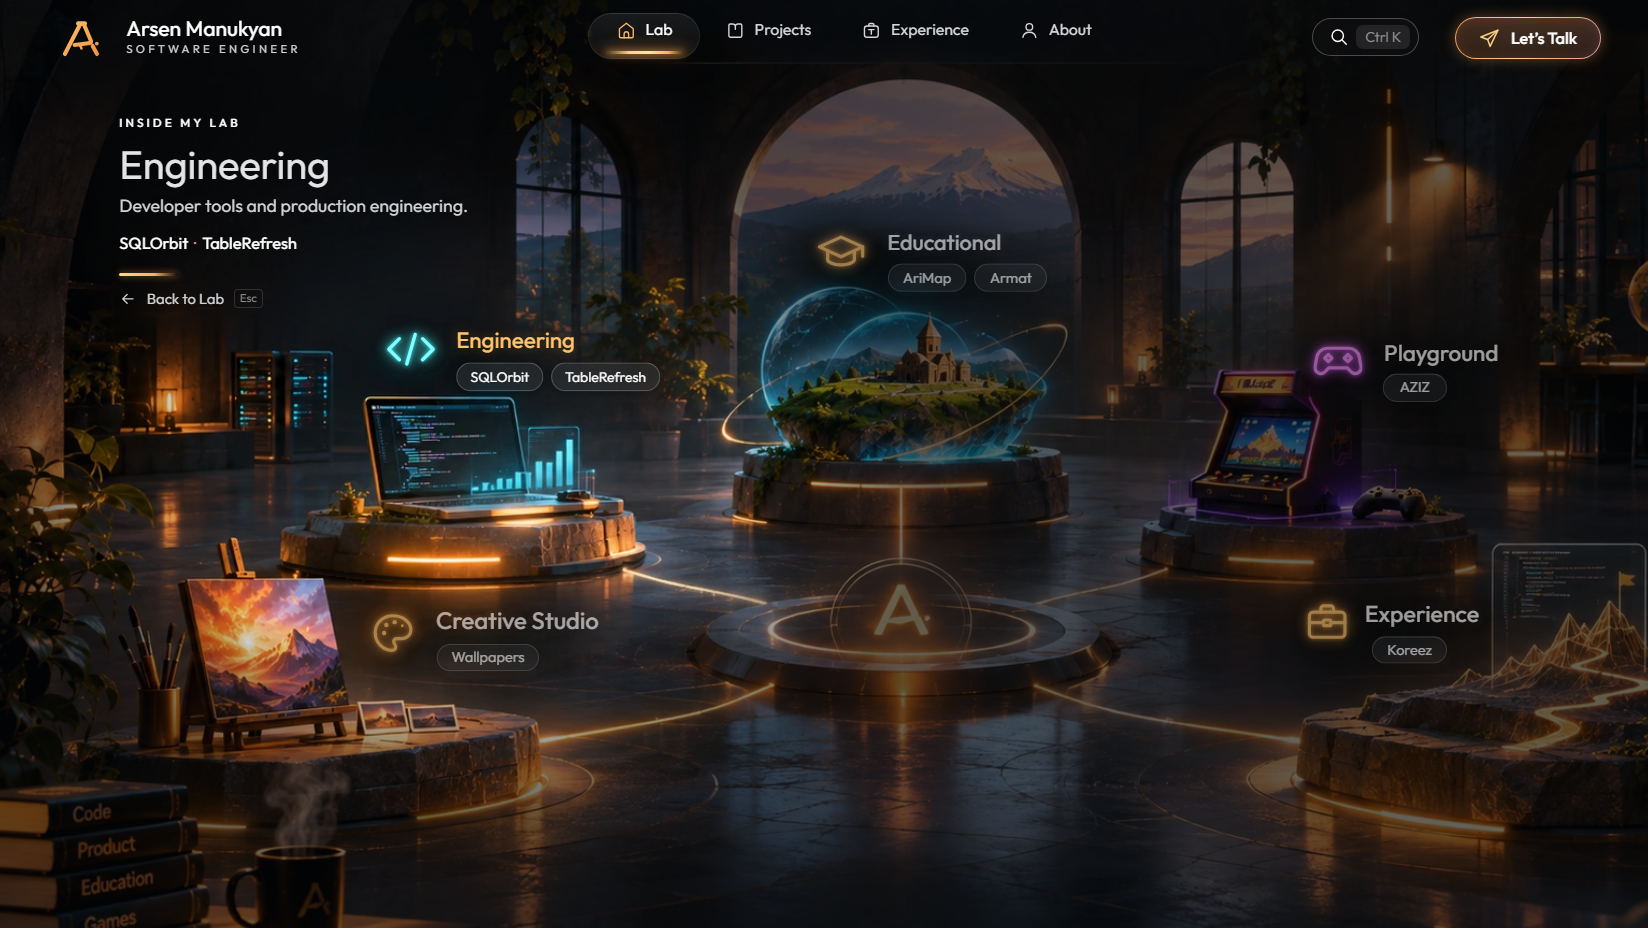 Arsen Manukyan
SOFTWARE ENGINEER
Lab
Projects
Experience
About
Ctrl K
Let's Talk
INSIDE MY LAB
Engineering
Developer tools and production engineering.
SQLOrbit · TableRefresh
Back to Lab Esc
Educational
AriMap Armat
Engineering
SQLOrbit TableRefresh
Playground
AZIZ
Creative Studio
Wallpapers
Experience
Koreez
Code
Product
Education
Games